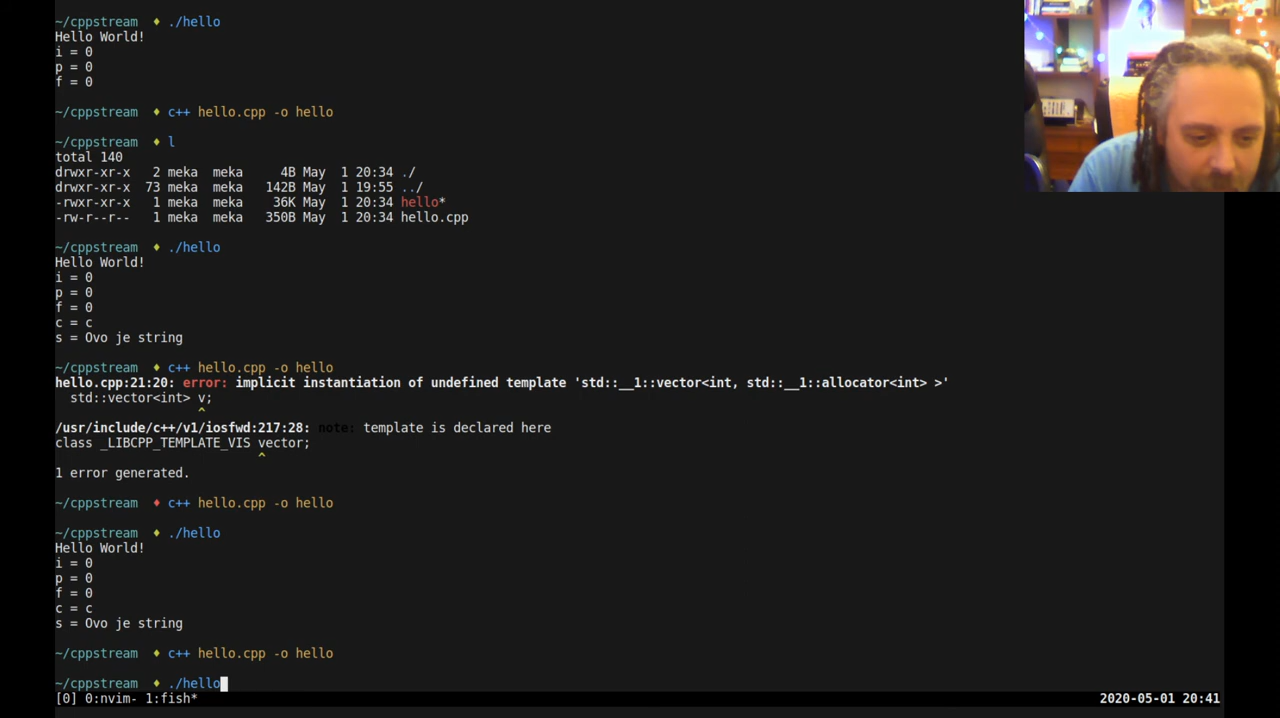 ~/cppstream ♦ ./hello
Hello World!
i = 0
p = 0
f = 0
~/cppstream ♦ c++ hello.cpp -o hello
~/cppstream ♦ l
total 140
drwxr-xr-x 2 meka meka 4B May 1 20:34 ./
drwxr-xr-x 73 meka meka 142B May 1 19:55 ../
-rwxr-xr-x 1 meka meka 36K May 1 20:34 hello*
-rw-r--r-- 1 meka meka 350B May 1 20:34 hello.cpp
~/cppstream ♦ ./hello
Hello World!
i = 0
p = 0
f = 0
c = c
s = Ovo je string
~/cppstream ♦ c++ hello.cpp -o hello
hello.cpp:21:20: error: implicit instantiation of undefined template 'std::__1::vector<int, std::__1::allocator<int> >'
std::vector<int> v;
^
/usr/include/c++/v1/iosfwd:217:28: note: template is declared here
class _LIBCPP_TEMPLATE_VIS vector;
^
1 error generated.
~/cppstream ♦ c++ hello.cpp -o hello
~/cppstream ♦ ./hello
Hello World!
i = 0
p = 0
f = 0
c = c
s = Ovo je string
~/cppstream ♦ c++ hello.cpp -o hello
~/cppstream ♦ ./hello
[0] 0:nvim- 1:fish* 2020-05-01 20:41